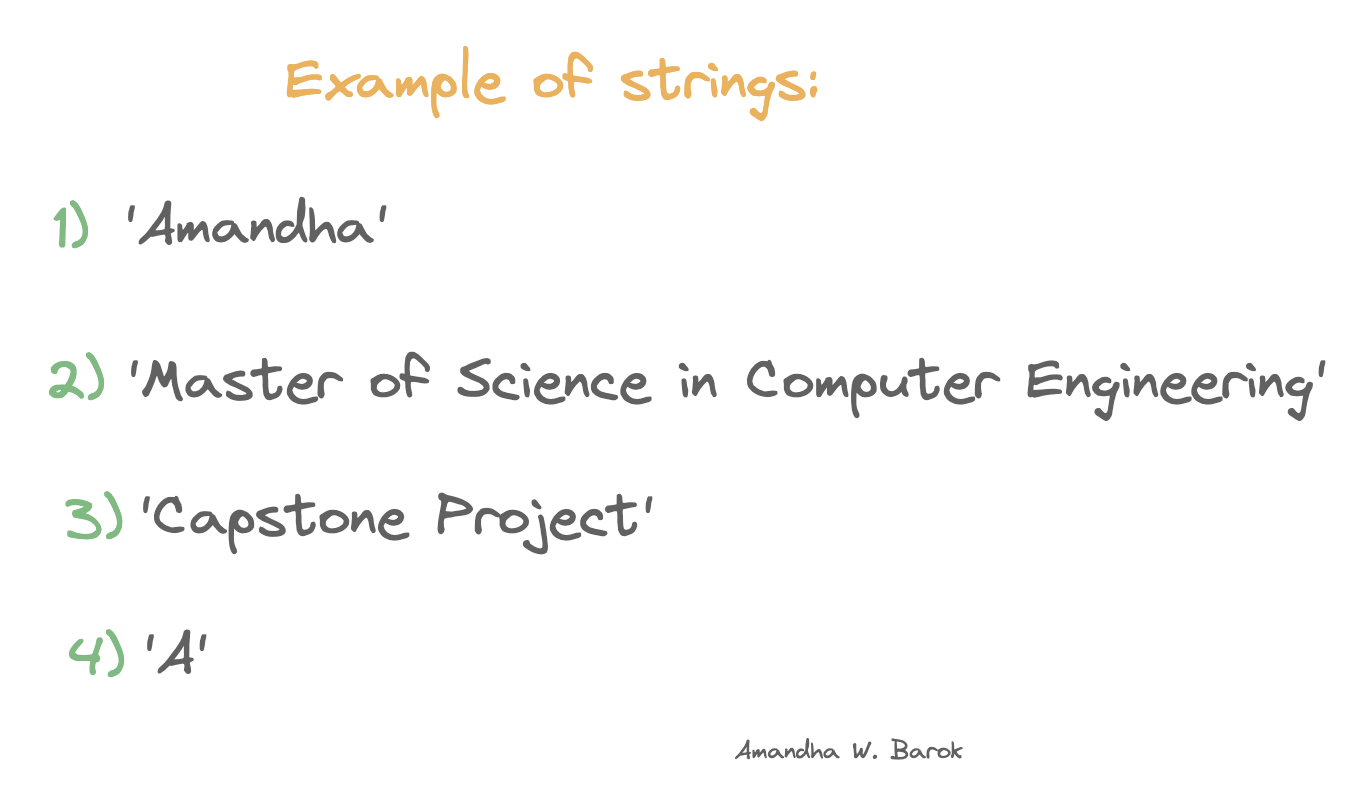 Example of strings:
1) 'Amandha'
2) 'Master of Science in Computer Engineering'
3) 'Capstone Project'
4) 'A'
Amandha W. Barok